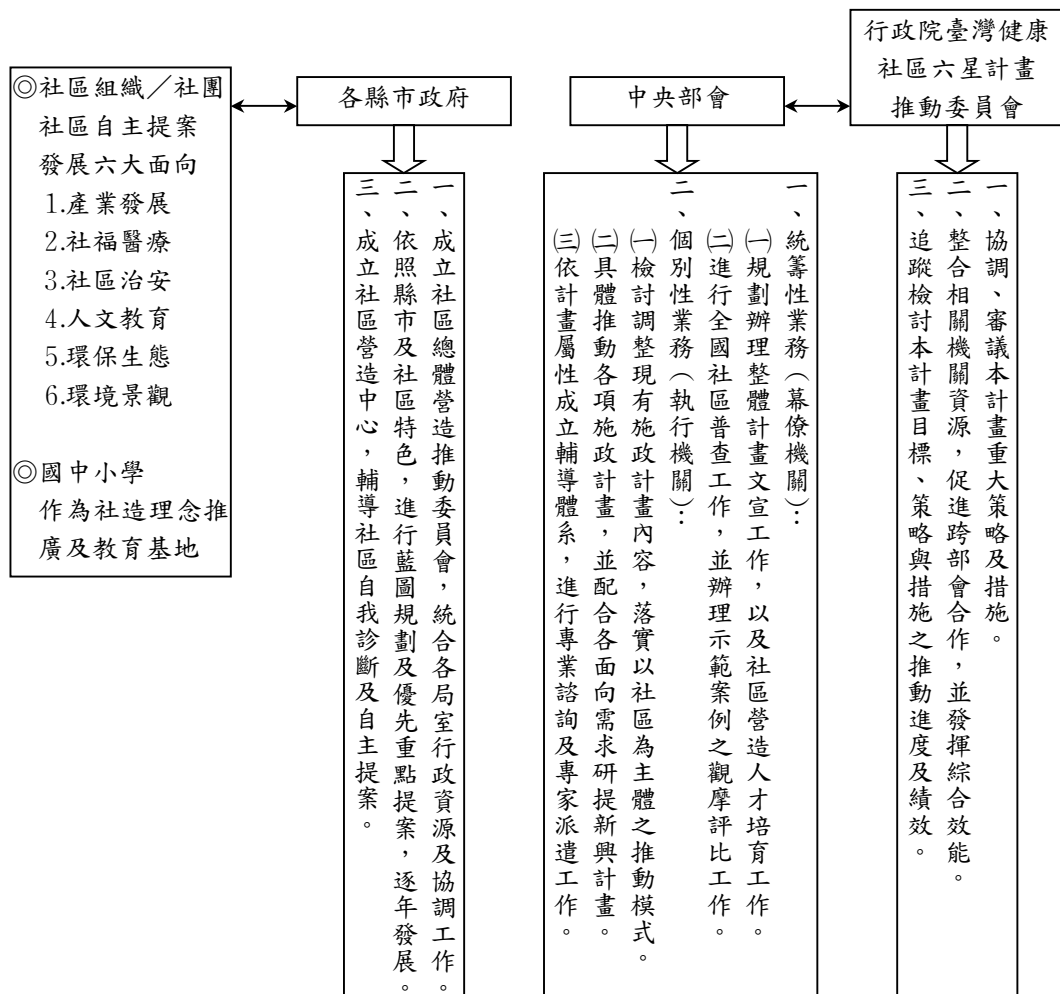 ◎社區組織／社團
社區自主提案
發展六大面向
1.產業發展
2.社福醫療
3.社區治安
4.人文教育
5.環保生態
6.環境景觀
◎國中小學
作為社造理念推
廣及教育基地
各縣市政府
一、成立社區總體營造推動委員會，統合各局室行政資源及協調工作。
二、依照縣市及社區特色，進行藍圖規劃及優先重點提案，逐年發展。
三、成立社區營造中心，輔導社區自我診斷及自主提案。
中央部會
一、統籌性業務（幕僚機關）：
㈠規劃辦理整體計畫文宣工作，以及社區營造人才培育工作。
㈡進行全國社區普查工作，並辦理示範案例之觀摩評比工作。
二、個別性業務（執行機關）：
㈠檢討調整現有施政計畫內容，落實以社區為主體之推動模式。
㈡具體推動各項施政計畫，並配合各面向需求研提新興計畫。
㈢依計畫屬性成立輔導體系，進行專業諮詢及專家派遣工作。
行政院臺灣健康
社區六星計畫
推動委員會
一、協調、審議本計畫重大策略及措施。
二、整合相關機關資源，促進跨部會合作，並發揮綜合效能。
三、追蹤檢討本計畫目標、策略與措施之推動進度及績效。